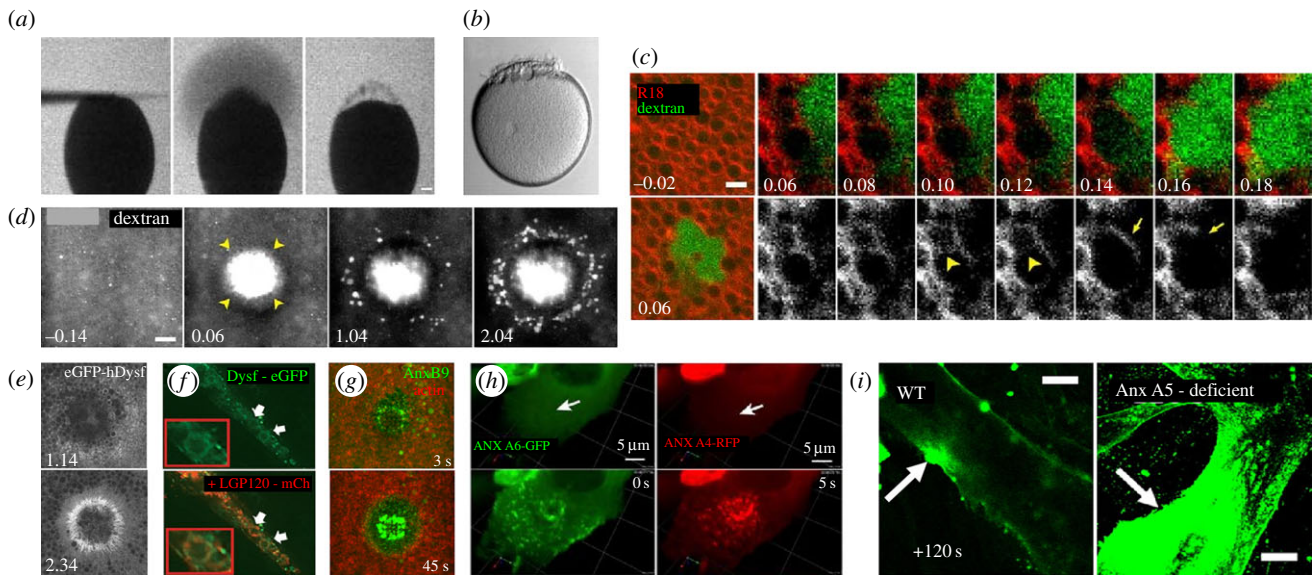 (a)
(b)
(c)
R18
dextran
–0.02
0.06
0.08
0.10
0.12
0.14
0.16
0.18
0.06
(d)
dextran
–0.14
0.06
1.04
2.04
(e)
eGFP-hDysf
1.14
2.34
(f)
Dysf - eGFP
+ LGP120 - mCh
(g)
AnxB9
actin
3 s
45 s
(h)
ANX A6-GFP
5 µm
ANX A4-RFP
5 µm
0 s
5 s
(i)
WT
+120 s
Anx A5 - deficient